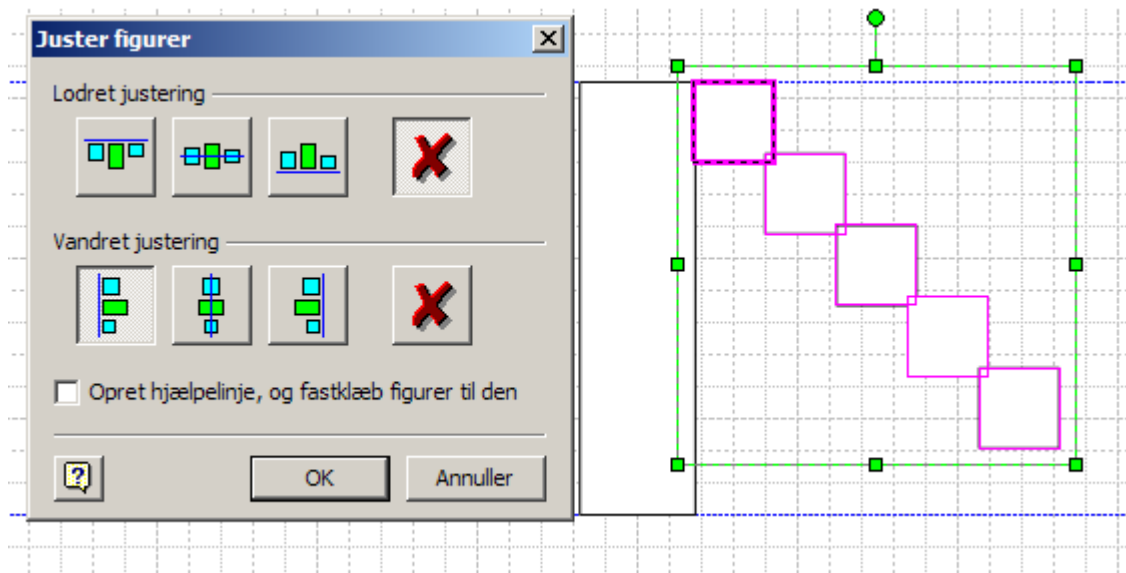 Juster figurer
Lodret justering
Vandret justering
Opret hjælpelinje, og fastklæb figurer til den
OK
Annuller